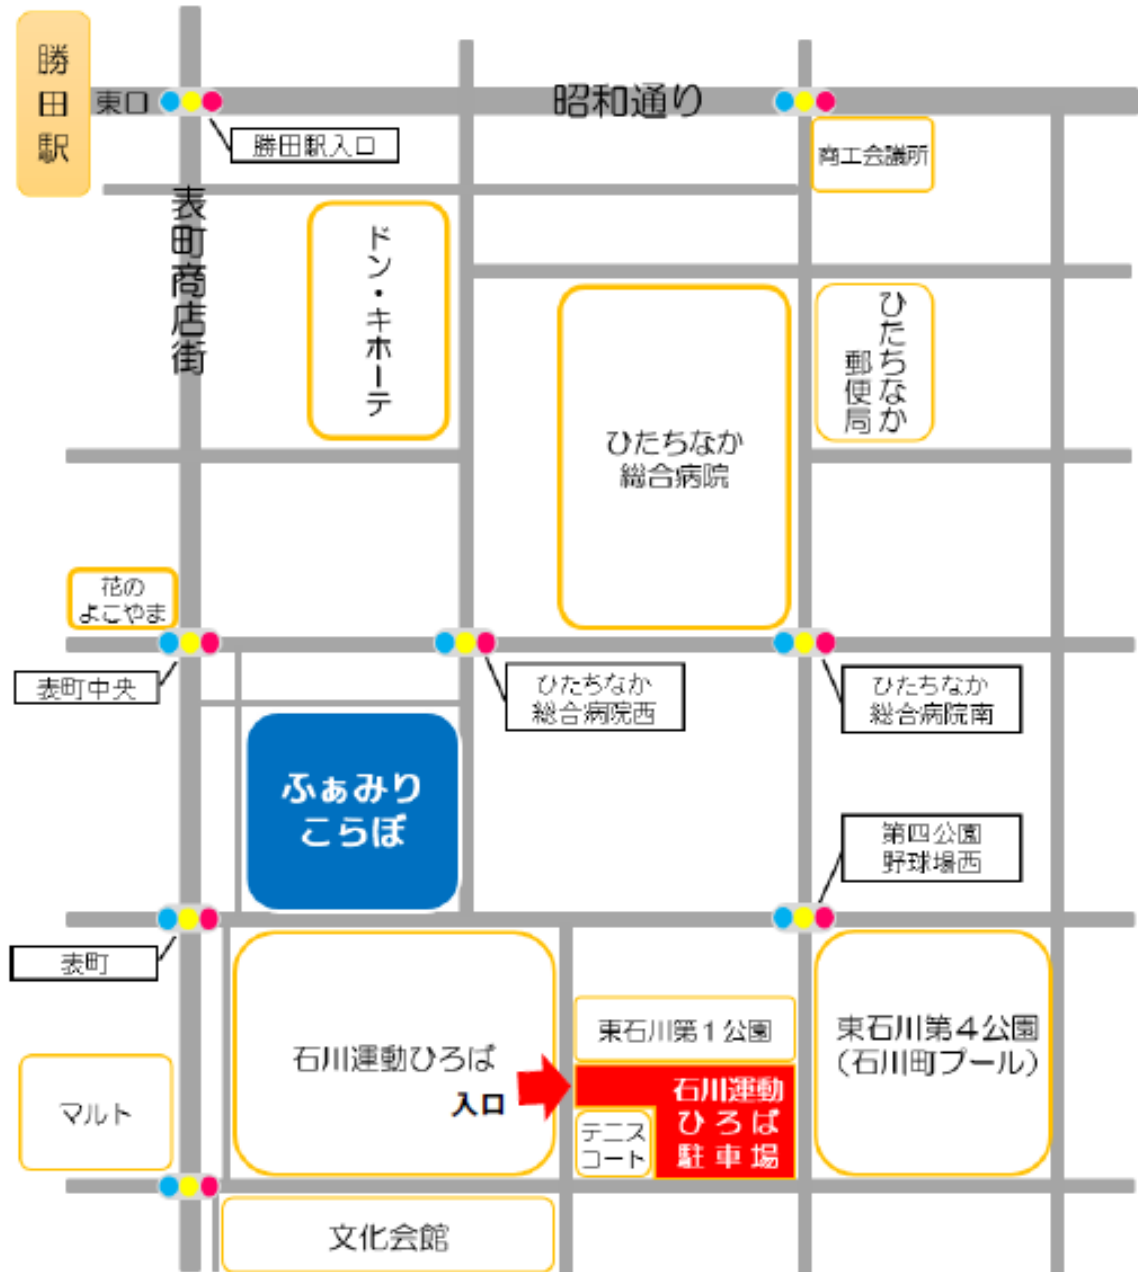 勝田駅
東口
昭和通り
勝田駅入口
商工会議所
表町商店街
ドン・キホーテ
ひたちなか
郵便局
ひたちなか
総合病院
花の
よこやま
表町中央
ひたちなか
総合病院西
ひたちなか
総合病院南
ふぁみり
こらぼ
第四公園
野球場西
表町
石川運動ひろば
入口
東石川第１公園
東石川第４公園
（石川町プール）
石川運動
ひろば
駐車場
マルト
テニス
コート
文化会館